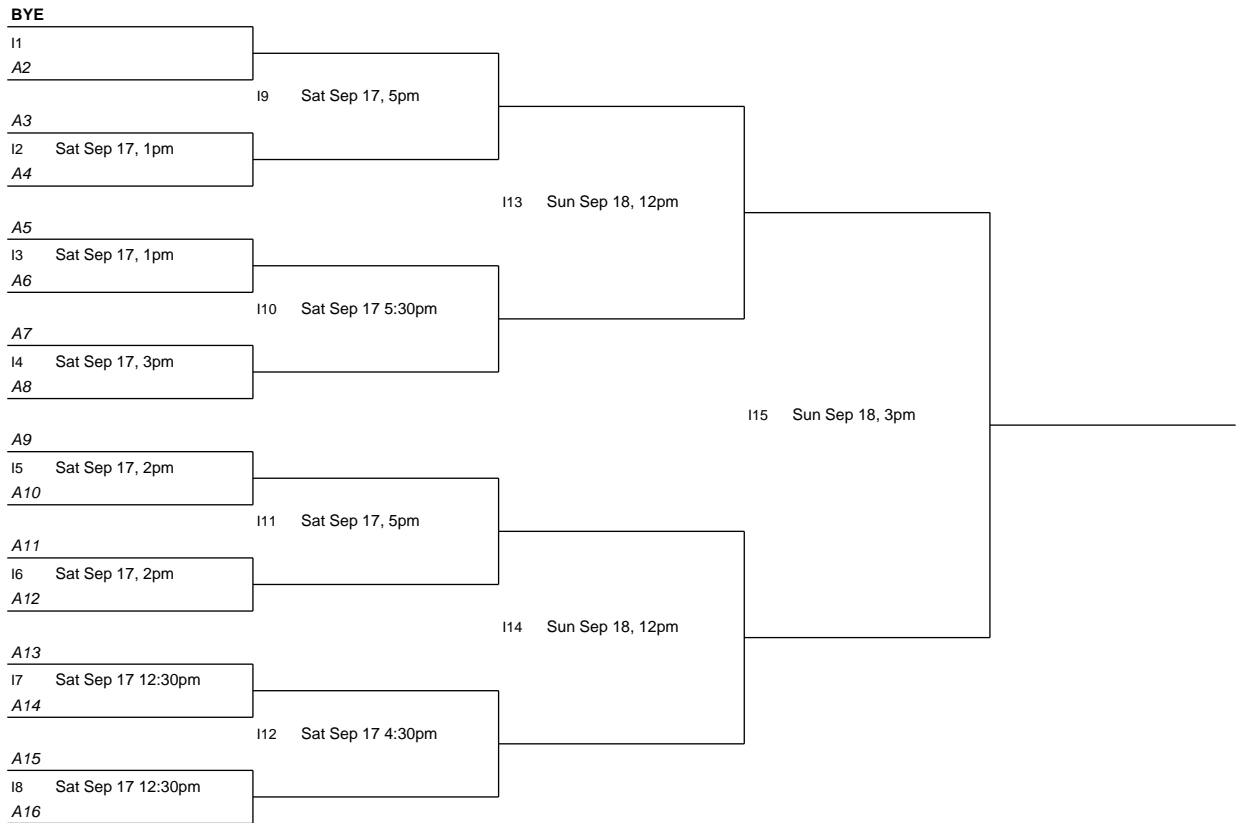 BYE
I1
A2
I9 Sat Sep 17, 5pm
A3
I2 Sat Sep 17, 1pm
A4
I13 Sun Sep 18, 12pm
A5
I3 Sat Sep 17, 1pm
A6
I10 Sat Sep 17 5:30pm
A7
I4 Sat Sep 17, 3pm
A8
I15 Sun Sep 18, 3pm
A9
I5 Sat Sep 17, 2pm
A10
I11 Sat Sep 17, 5pm
A11
I6 Sat Sep 17, 2pm
A12
I14 Sun Sep 18, 12pm
A13
I7 Sat Sep 17 12:30pm
A14
I12 Sat Sep 17 4:30pm
A15
I8 Sat Sep 17 12:30pm
A16